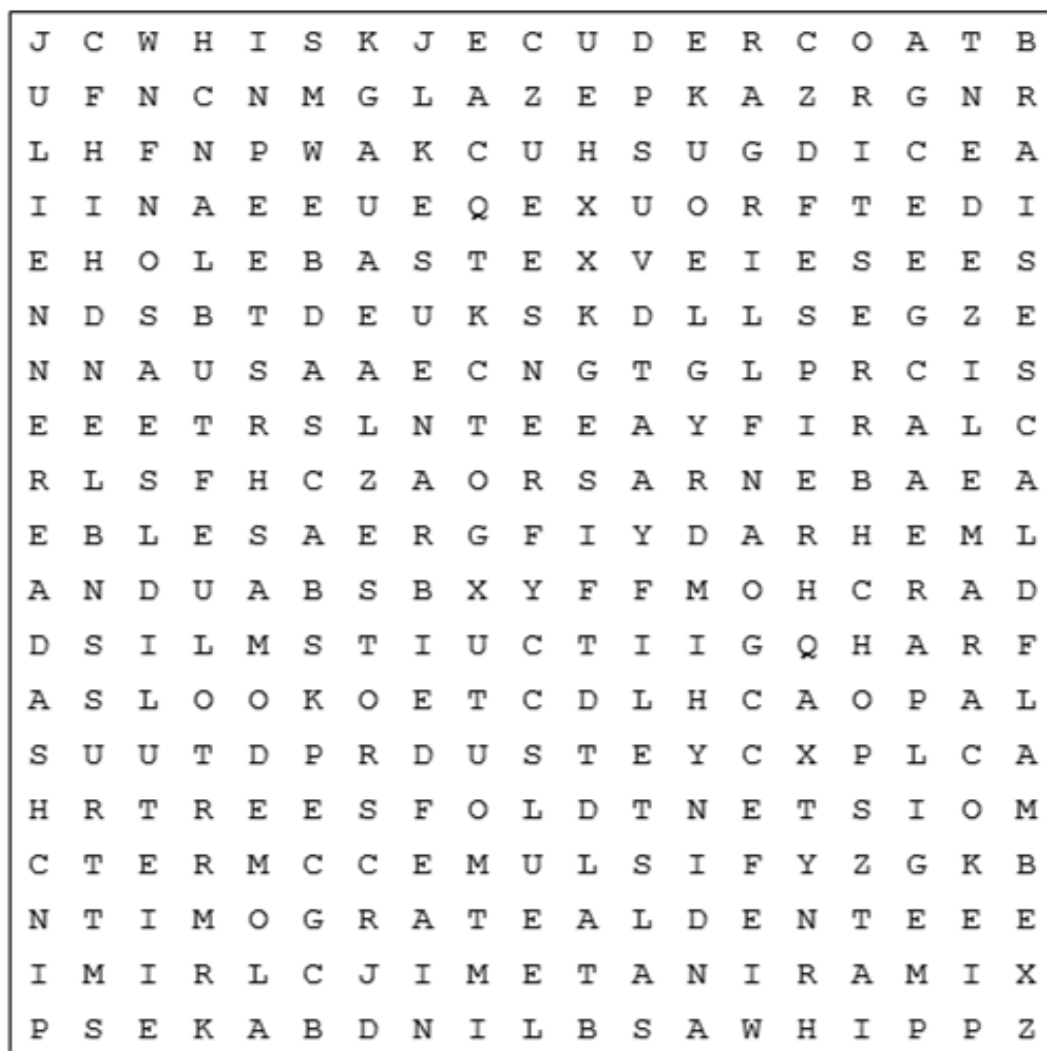 J C W H I S K J E C U D E R C O A T B
U F N C N M G L A Z E P K A Z R G N R
L H F N P W A K C U H S U G D I C E A
I I N A E E U E Q E X U O R F T E D I
E H O L E B A S T E X V E I E S E E S
N D S B T D E U K S K D L L S E G Z E
N N A U S A A E C N G T G L P R C I S
E E E T R S L N T E E A Y F I R A L C
R L S F H C Z A O R S A R N E B A E A
E B L E S A E R G F I Y D A R H E M L
A N D U A B S B X Y F F M O H C R A D
D S I L M S T I U C T I I G Q H A R F
A S L O O K O E T C D L H C A O P A L
S U U T D P R D U S T E Y C X P L C A
H R T R E E S F O L D T N E T S I O M
C T E R M C C E M U L S I F Y Z G K B
N T I M O G R A T E A L D E N T E E E
I M I R L C J I M E T A N I R A M I X
P S E K A B D N I L B S A W H I P P Z